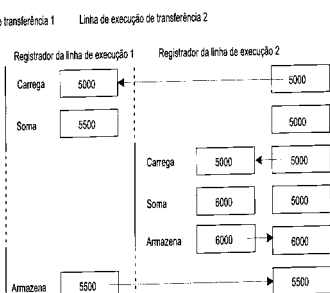 e transferência 1 Linha de execução de transferência 2
Registrador da linha de execução 1 Registrador da linha de execução 2
Carrega 5000 5000
Soma 5500 5000
Carrega 5000 5000
Soma 6000 5000
Armazena 6000 6000
Armazena 5500 5500